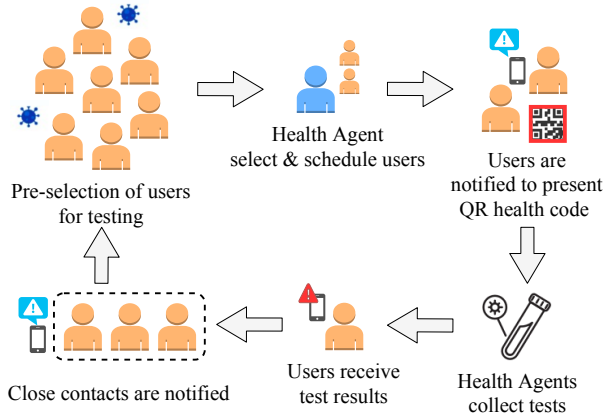 Pre-selection of users
for testing
Health Agent
select & schedule users
Users are
notified to present
QR health code
Health Agents
collect tests
Users receive
test results
Close contacts are notified